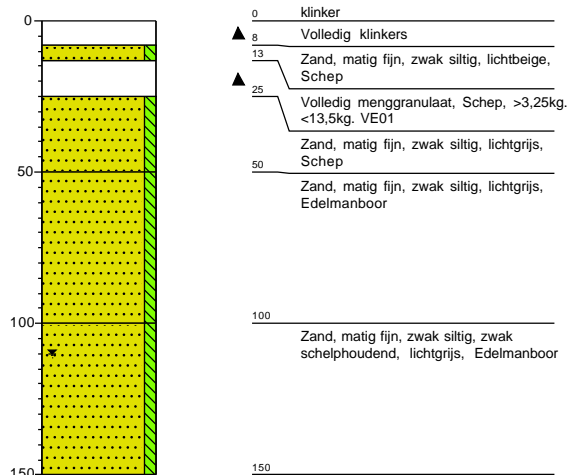 0
50
100
150
0 klinker
8 Volledig klinkers
13 Zand, matig fijn, zwak siltig, lichtbeige,
Schep
25 Volledig menggranulaat, Schep, >3,25kg.
<13,5kg. VE01
Zand, matig fijn, zwak siltig, lichtgrijs,
Schep
50
Zand, matig fijn, zwak siltig, lichtgrijs,
Edelmanboor
100
Zand, matig fijn, zwak siltig, zwak
schelphoudend, lichtgrijs, Edelmanboor
150